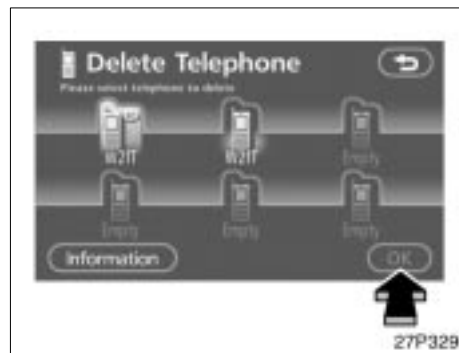 Delete Telephone
Please select telephone to delete
W21T W21T Empty
Empty Empty Empty
Information OK
27P329